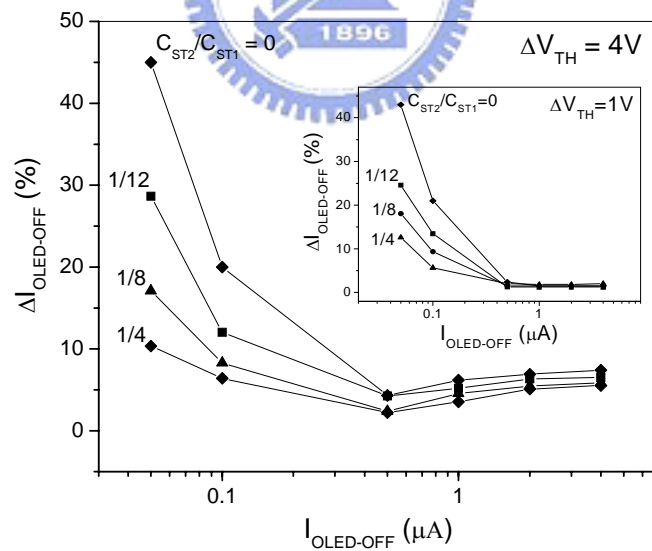 1896
C_ST2/C_ST1 = 0
ΔV_TH = 4V
50
40
30
20
10
0
ΔI_OLED-OFF (%)
1/12
1/8
1/4
0.1
1
I_OLED-OFF (μA)
C_ST2/C_ST1=0
ΔV_TH=1V
40
30
20
10
0
ΔI_OLED-OFF (%)
1/12
1/8
1/4
0.1
1
I_OLED-OFF (μA)